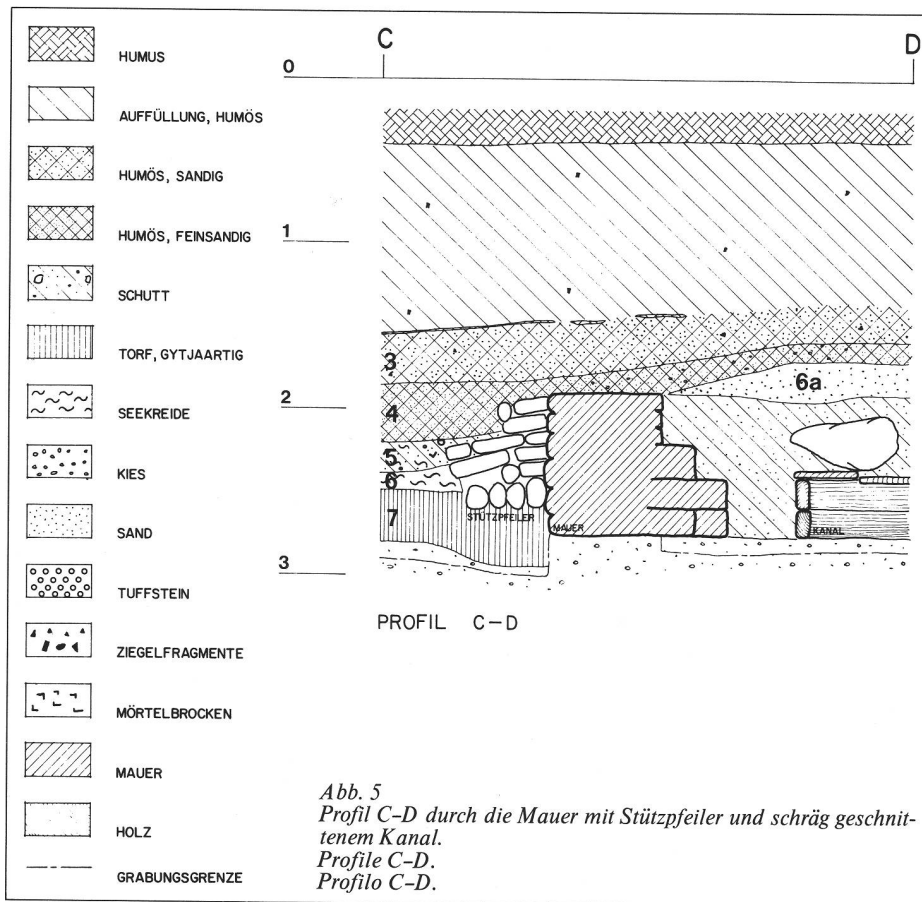 HUMUS
AUFFÜLLUNG, HUMÖS
HUMÖS, SANDIG
HUMÖS, FEINSANDIG
SCHUTT
TORF, GYTJAARTIG
SEEKREIDE
KIES
SAND
TUFFSTEIN
ZIEGELFRAGMENTE
MÖRTELBROCKEN
MAUER
HOLZ
GRABUNGSGRENZE
C
D
0
1
2
3
3
4
5
6
7
6a
STÜTZPFEILER
MAUER
KANAL
PROFIL C-D
Abb. 5
Profil C-D durch die Mauer mit Stützpfeiler und schräg geschnit-
tenem Kanal.
Profile C-D.
Profilo C-D.